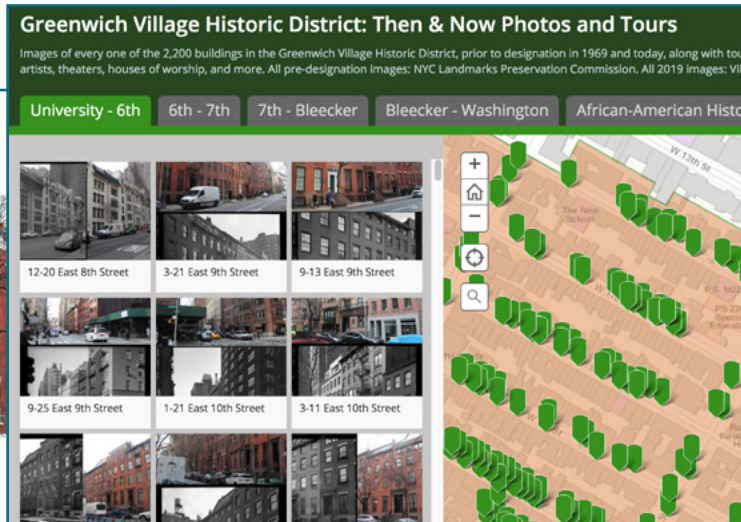 Greenwich Village Historic District: Then & Now Photos and Tours
Images of every one of the 2,200 buildings in the Greenwich Village Historic District, prior to designation in 1969 and today, along with
artists, theaters, houses of worship, and more. All pre-designation images: NYC Landmarks Preservation Commission. All 2019 images:
University - 6th
6th - 7th
7th - Bleecker
Bleecker - Washington
African-American
12-20 East 8th Street
3-21 East 9th Street
9-13 East 9th Street
9-25 East 9th Street
1-21 East 10th Street
3-11 East 10th Street
+
−
W 13th St
The New
School